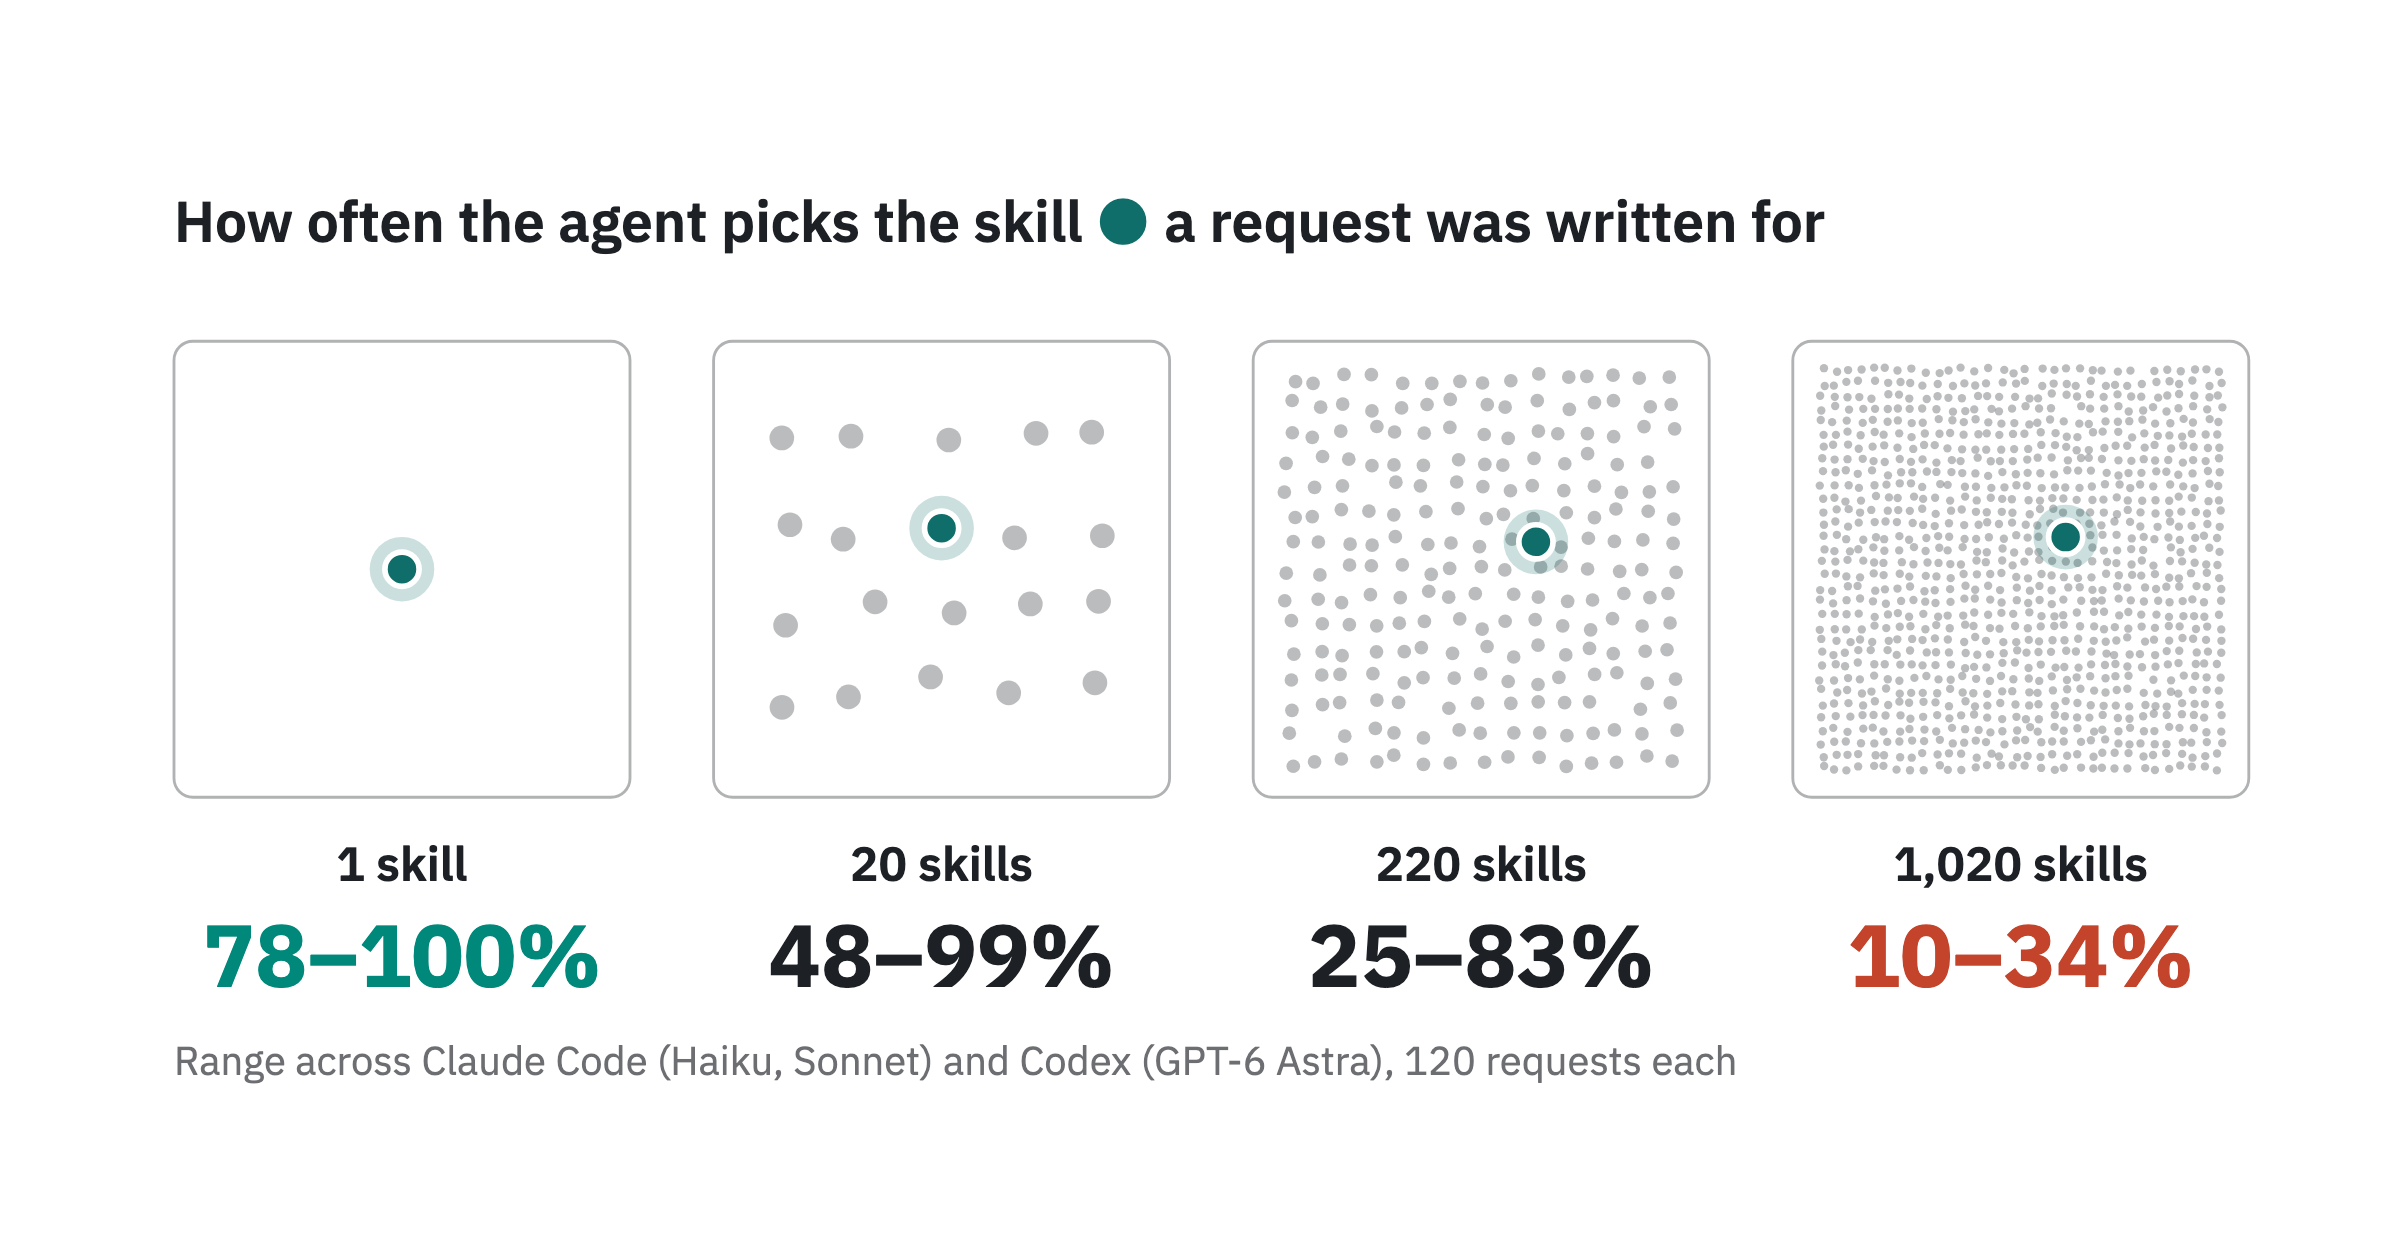 How often the agent picks the skill a request was written for
1 skill
78–100%
20 skills
48–99%
220 skills
25–83%
1,020 skills
10–34%
Range across Claude Code (Haiku, Sonnet) and Codex (GPT-6 Astra), 120 requests each